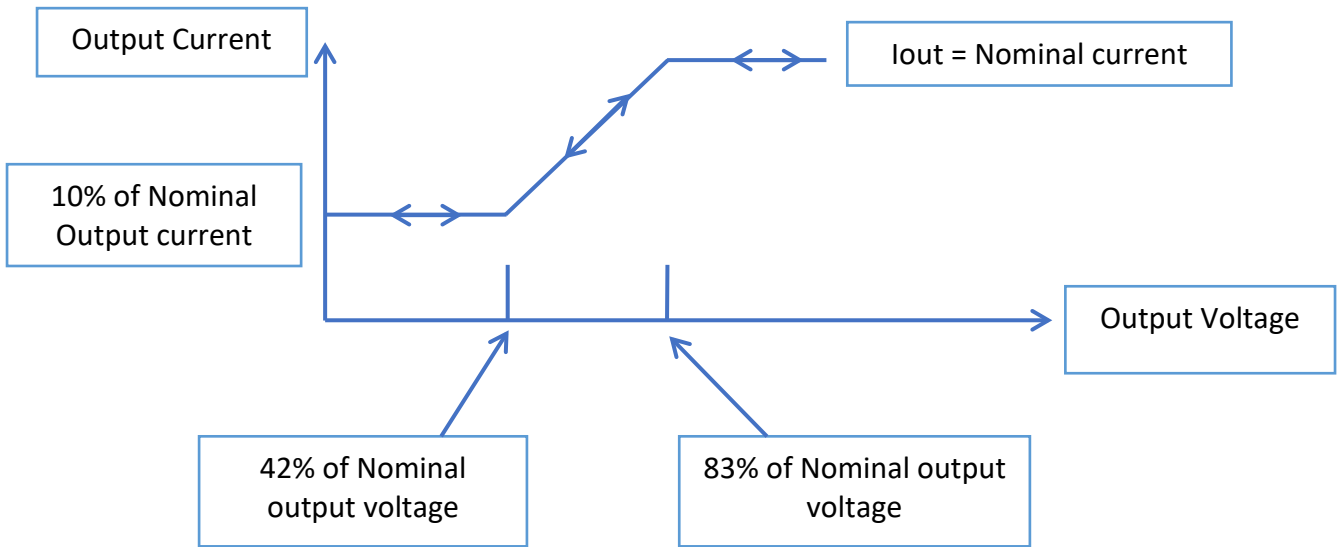 Output Current
Iout = Nominal current
10% of Nominal
Output current
Output Voltage
42% of Nominal
output voltage
83% of Nominal output
voltage